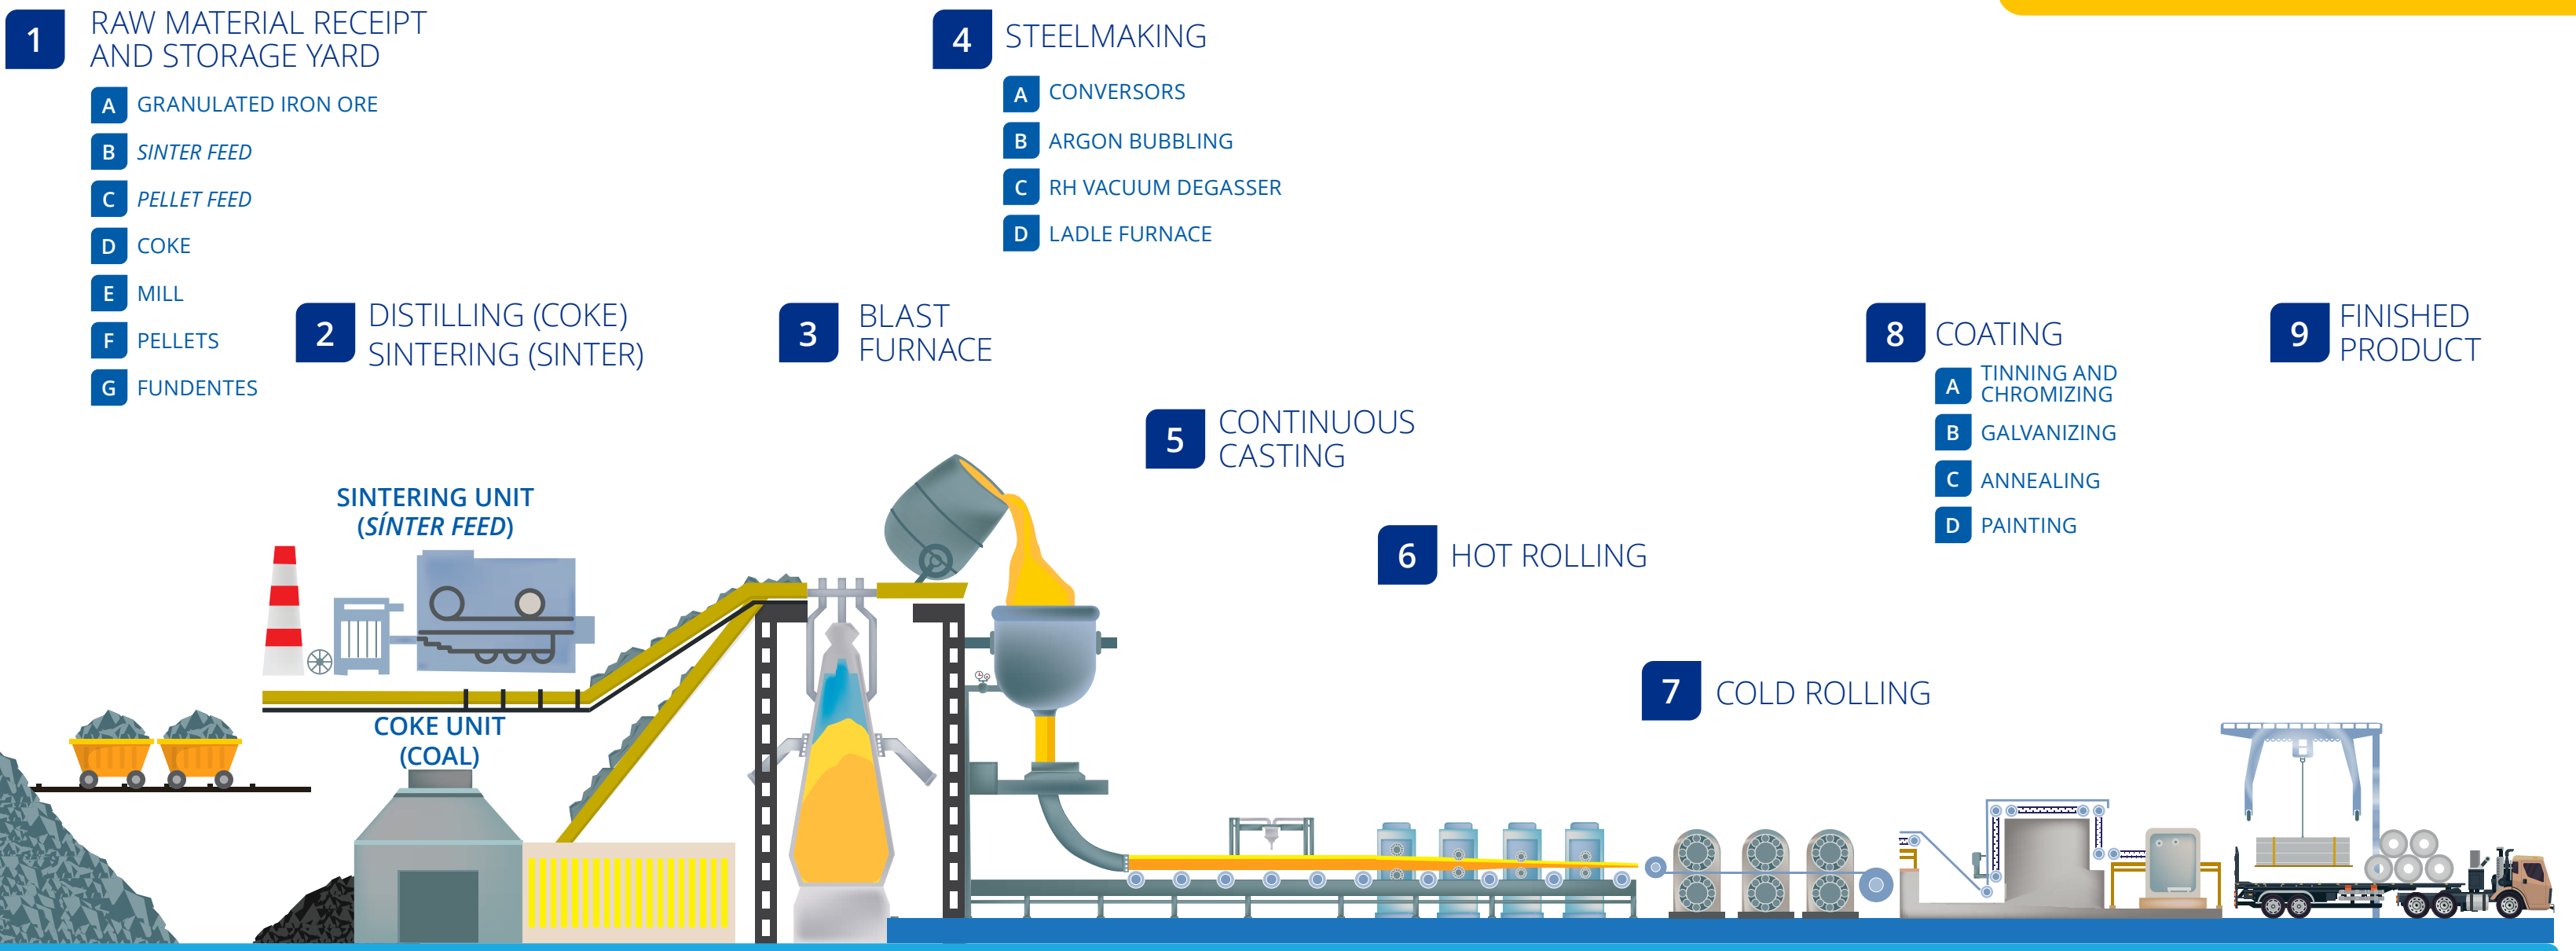 1
RAW MATERIAL RECEIPT
AND STORAGE YARD
A GRANULATED IRON ORE
B SINTER FEED
C PELLET FEED
D COKE
E MILL
F PELLETS
G FUNDENTES
2
DISTILLING (COKE)
SINTERING (SINTER)
3
BLAST
FURNACE
4 STEELMAKING
A CONVERSORS
B ARGON BUBBLING
C RH VACUUM DEGASSER
D LADLE FURNACE
5
CONTINUOUS
CASTING
6 HOT ROLLING
7 COLD ROLLING
8 COATING
A TINNING AND
CHROMIZING
B GALVANIZING
C ANNEALING
D PAINTING
9
FINISHED
PRODUCT
SINTERING UNIT
(SÍNTER FEED)
COKE UNIT
(COAL)